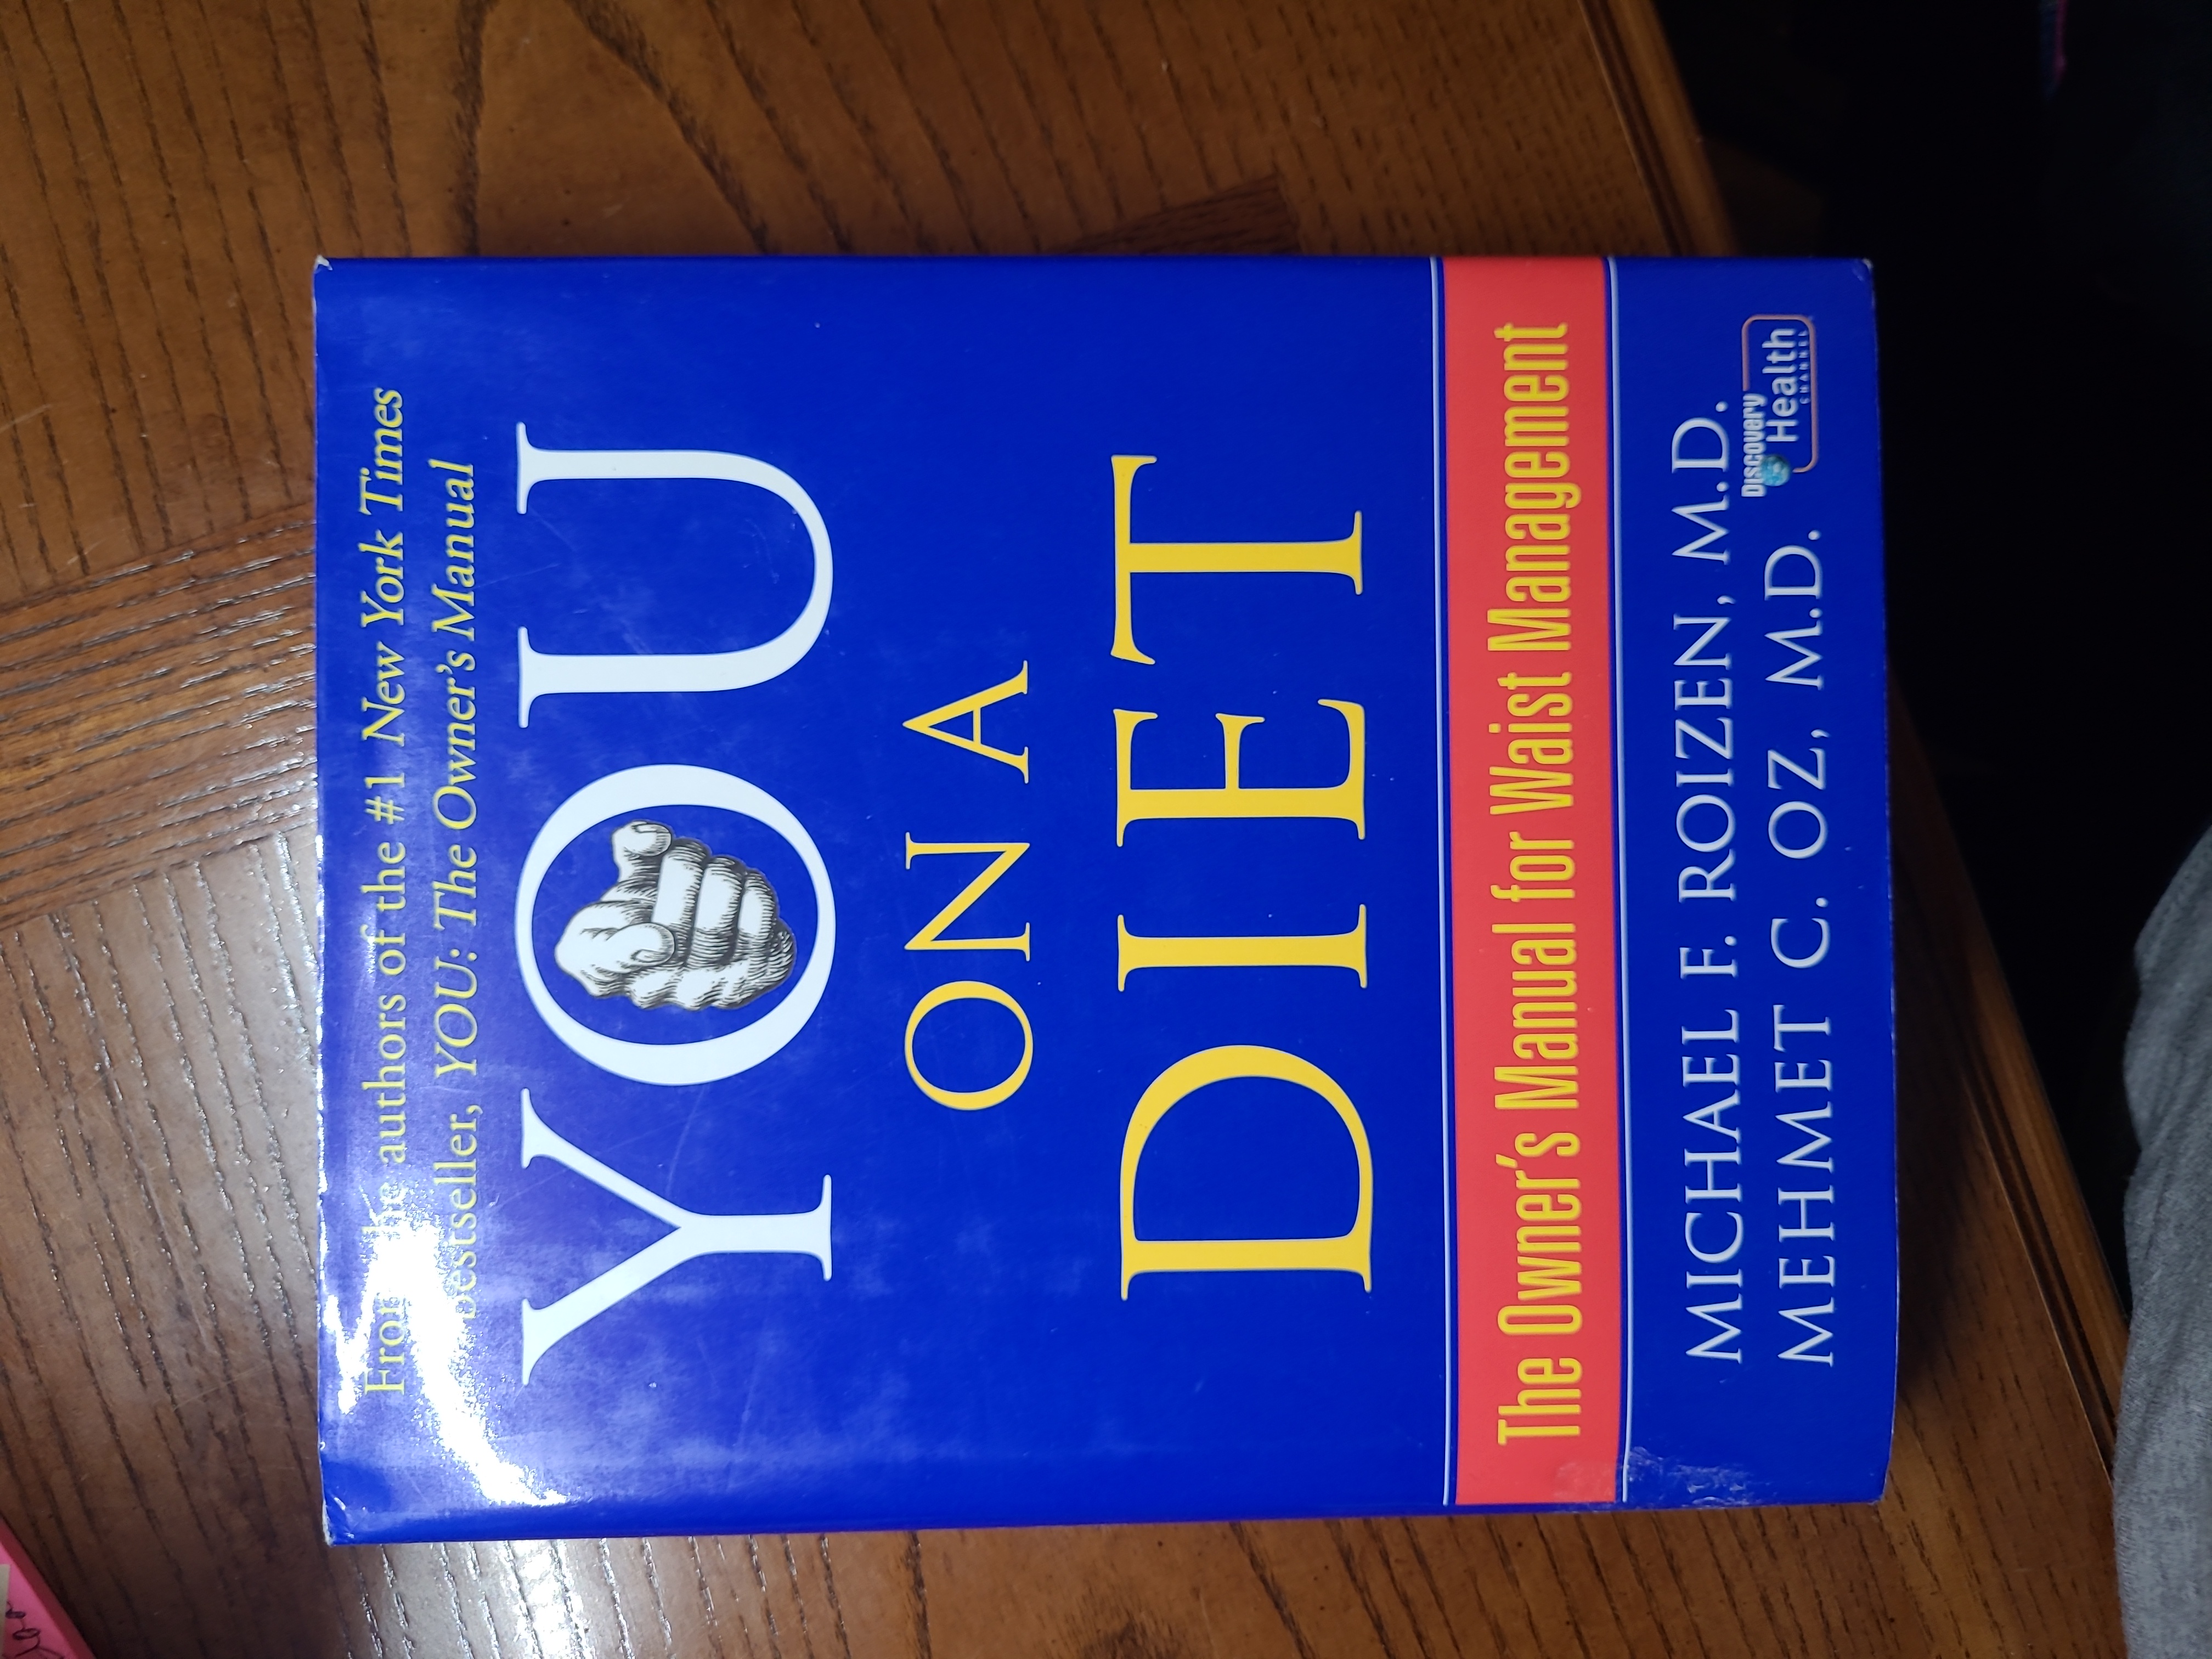 From the authors of the #1 New York Times
bestseller, YOU: The Owner's Manual
YOU
ON A
DIET
The Owner's Manual for Waist Management
MICHAEL F. ROIZEN, M.D.
MEHMET C. OZ, M.D.
Discovery
Health
CHANNEL